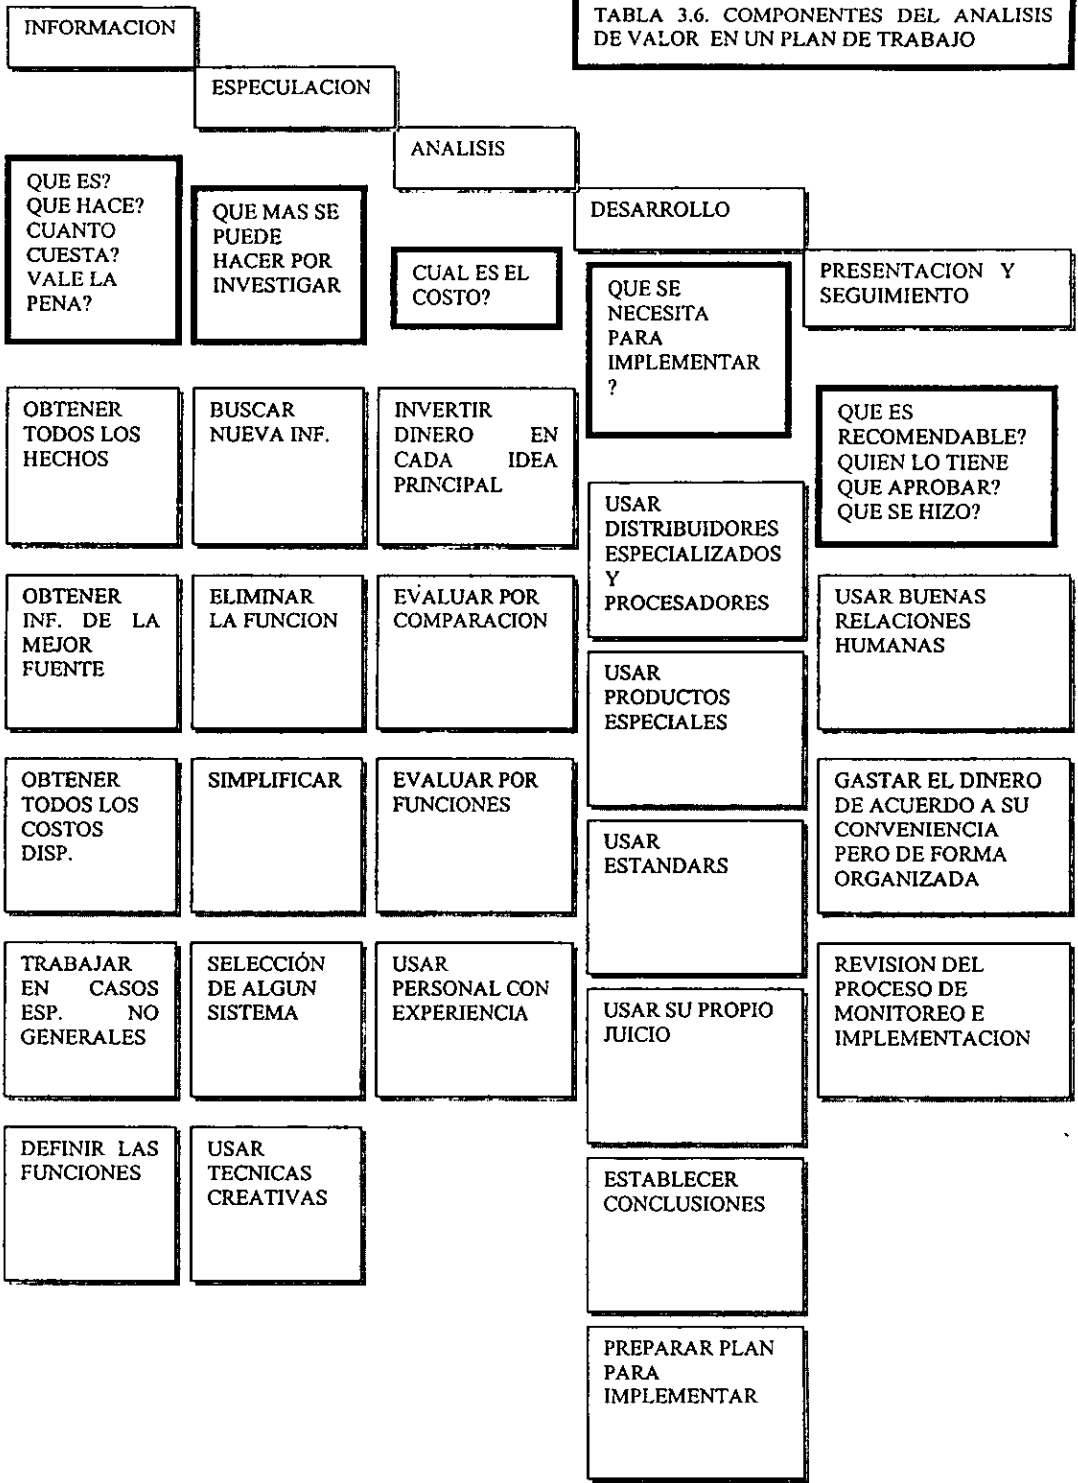 TABLA 3.6. COMPONENTES DEL ANALISIS
DE VALOR EN UN PLAN DE TRABAJO
INFORMACION
QUE ES?
QUE HACE?
CUANTO
CUESTA?
VALE LA
PENA?
OBTENER
TODOS LOS
HECHOS
OBTENER
INF. DE LA
MEJOR
FUENTE
OBTENER
TODOS LOS
COSTOS
DISP.
TRABAJAR
EN CASOS
ESP. NO
GENERALES
DEFINIR LAS
FUNCIONES
ESPECULACION
QUE MAS SE
PUEDE
HACER POR
INVESTIGAR
BUSCAR
NUEVA INF.
ELIMINAR
LA FUNCION
SIMPLIFICAR
SELECCIÓN
DE ALGUN
SISTEMA
USAR
TECNICAS
CREATIVAS
ANALISIS
CUAL ES EL
COSTO?
INVERTIR
DINERO EN
CADA IDEA
PRINCIPAL
EVALUAR POR
COMPARACION
EVALUAR POR
FUNCIONES
USAR
PERSONAL CON
EXPERIENCIA
DESARROLLO
QUE SE
NECESITA
PARA
IMPLEMENTAR
?
USAR
DISTRIBUIDORES
ESPECIALIZADOS
Y
PROCESADORES
USAR
PRODUCTOS
ESPECIALES
USAR
ESTANDARS
USAR SU PROPIO
JUICIO
ESTABLECER
CONCLUSIONES
PREPARAR PLAN
PARA
IMPLEMENTAR
PRESENTACION Y
SEGUIMIENTO
QUE ES
RECOMENDABLE?
QUIEN LO TIENE
QUE APROBAR?
QUE SE HIZO?
USAR BUENAS
RELACIONES
HUMANAS
GASTAR EL DINERO
DE ACUERDO A SU
CONVENIENCIA
PERO DE FORMA
ORGANIZADA
REVISION DEL
PROCESO DE
MONITOREO E
IMPLEMENTACION